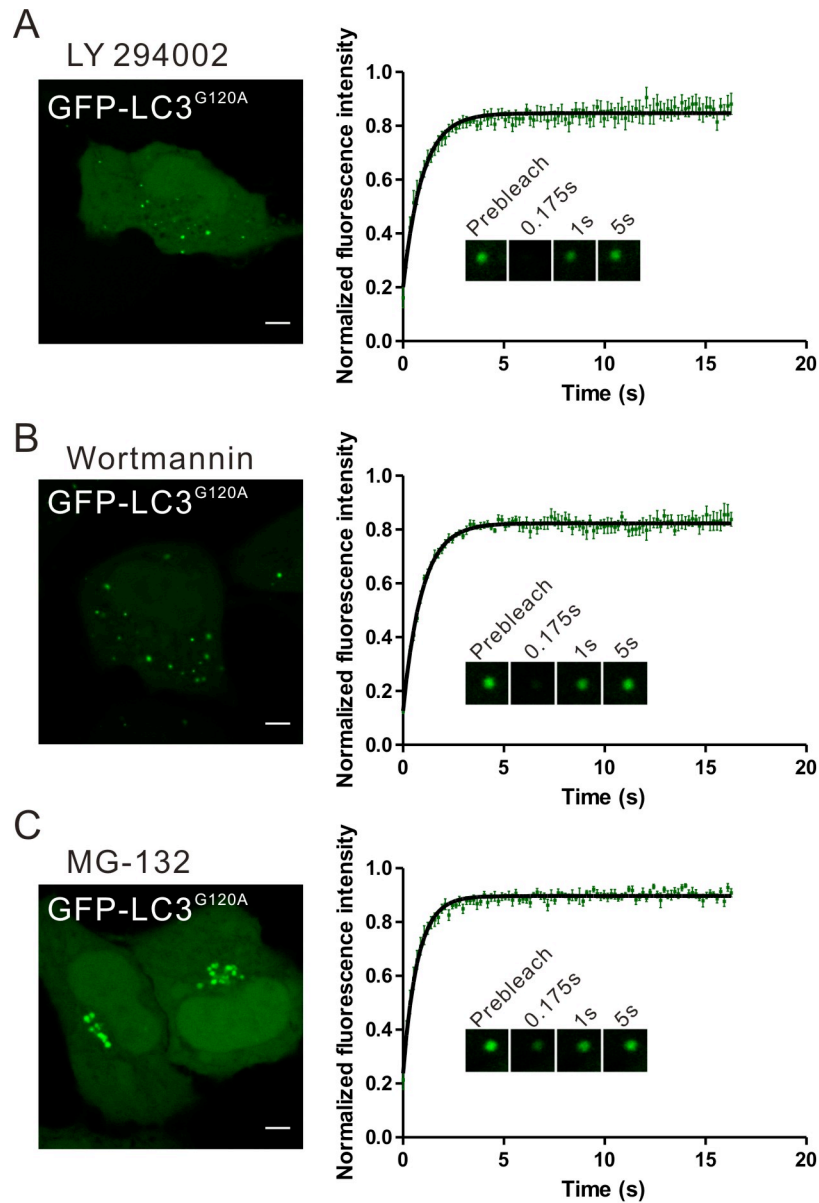 A
LY 294002
GFP-LC3G120A
Normalized fluorescence intensity
1.0
0.8
0.6
0.4
0.2
0.0
Prebleach
0.175s
1s
5s
0 5 10 15 20
Time (s)
B
Wortmannin
GFP-LC3G120A
Normalized fluorescence intensity
1.0
0.8
0.6
0.4
0.2
0.0
Prebleach
0.175s
1s
5s
0 5 10 15 20
Time (s)
C
MG-132
GFP-LC3G120A
Normalized fluorescence intensity
1.0
0.8
0.6
0.4
0.2
0.0
Prebleach
0.175s
1s
5s
0 5 10 15 20
Time (s)